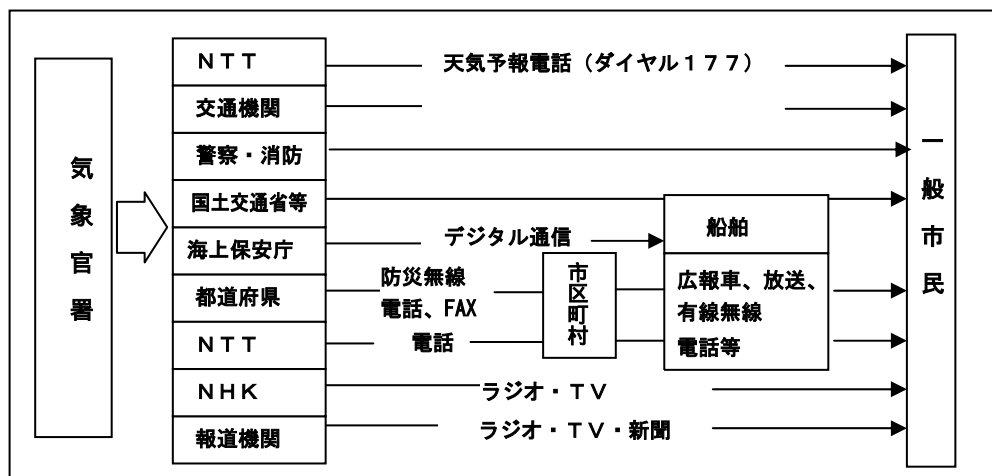 気象官署
ＮＴＴ
交通機関
警察・消防
国土交通省等
海上保安庁
都道府県
ＮＴＴ
ＮＨＫ
報道機関
天気予報電話（ダイヤル１７７）
デジタル通信
防災無線
電話、FAX
電話
市区町村
船舶
広報車、放送、
有線無線
電話等
ラジオ・ＴＶ
ラジオ・ＴＶ・新聞
一般市民